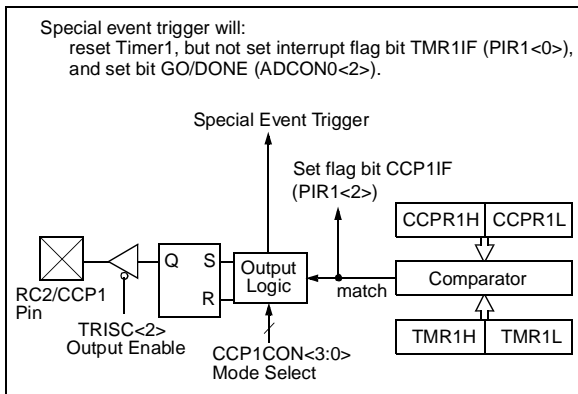 Special event trigger will:
reset Timer1, but not set interrupt flag bit TMR1IF (PIR1<0>),
and set bit GO/DONE (ADCON0<2>).
Special Event Trigger
Set flag bit CCP1IF
(PIR1<2>)
CCPR1H CCPR1L
Q S Output
Logic
R
match
Comparator
RC2/CCP1
Pin
TRISC<2>
Output Enable
CCP1CON<3:0>
Mode Select
TMR1H TMR1L